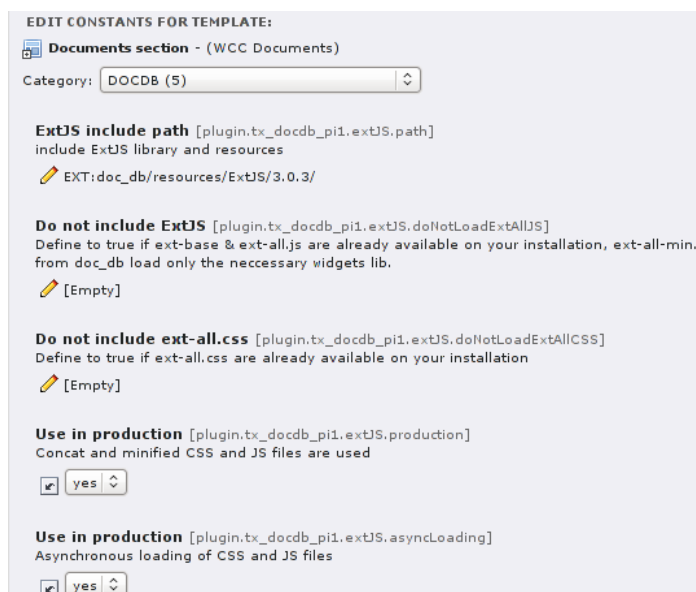 EDIT CONSTANTS FOR TEMPLATE:
Documents section - (WCC Documents)
Category: DOCDB (5)
ExtJS include path [plugin.tx_docdb_pi1.extJS.path]
include ExtJS library and resources
EXT:doc_db/resources/ExtJS/3.0.3/
Do not include ExtJS [plugin.tx_docdb_pi1.extJS.doNotLoadExtAllJS]
Define to true if ext-base & ext-all.js are already available on your installation, ext-all-min.
from doc_db load only the neccessary widgets lib.
[Empty]
Do not include ext-all.css [plugin.tx_docdb_pi1.extJS.doNotLoadExtAllCSS]
Define to true if ext-all.css are already available on your installation
[Empty]
Use in production [plugin.tx_docdb_pi1.extJS.production]
Concat and minified CSS and JS files are used
yes
Use in production [plugin.tx_docdb_pi1.extJS.asyncLoading]
Asynchronous loading of CSS and JS files
yes